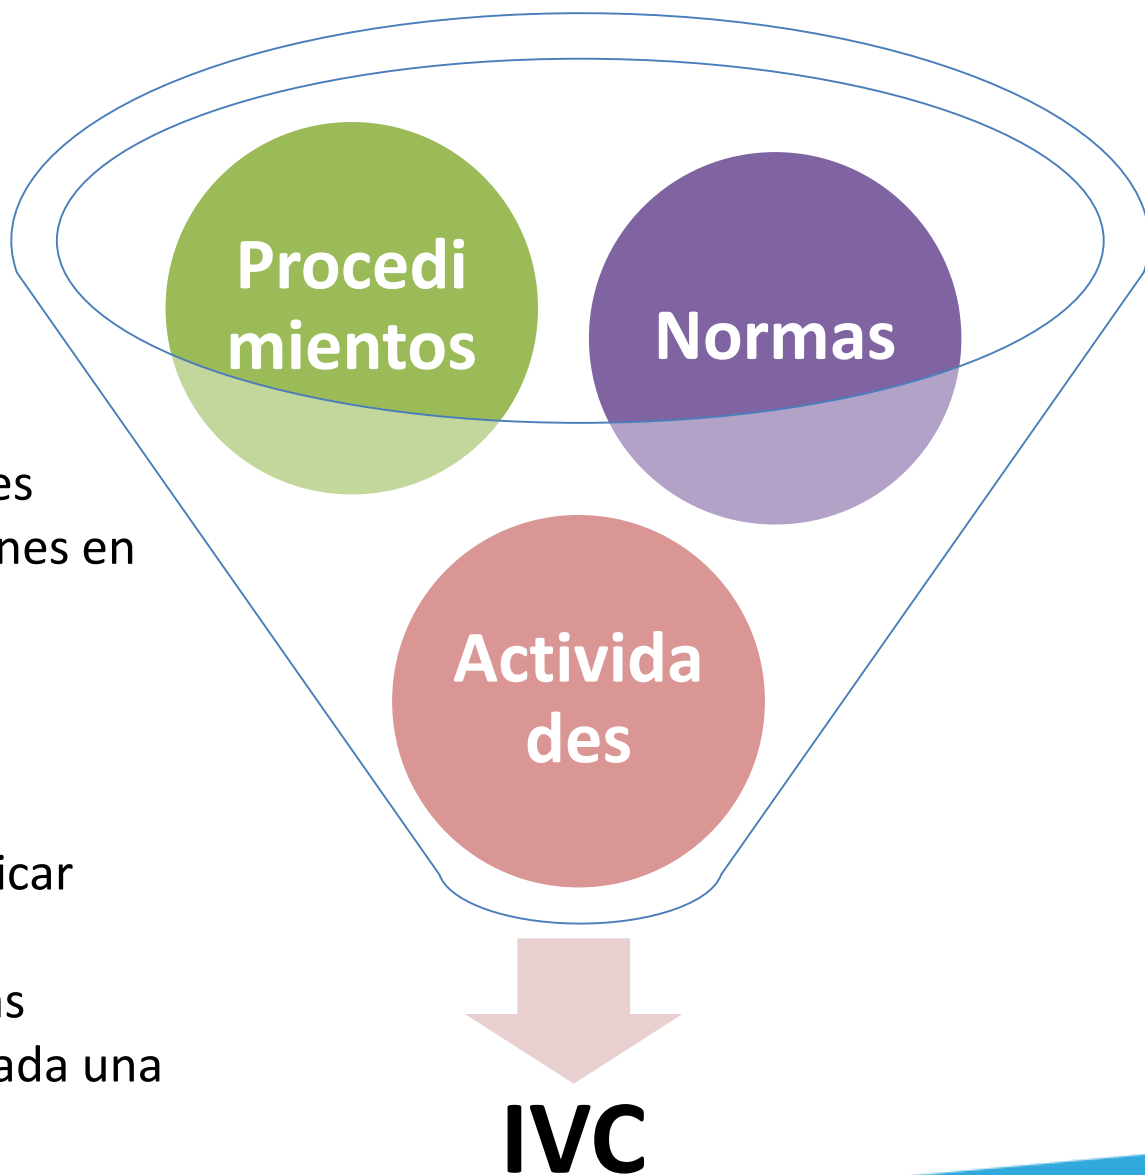 Procedi
mientos
Normas
es
nes en
Activida
des
icar
as
ada una
IVC